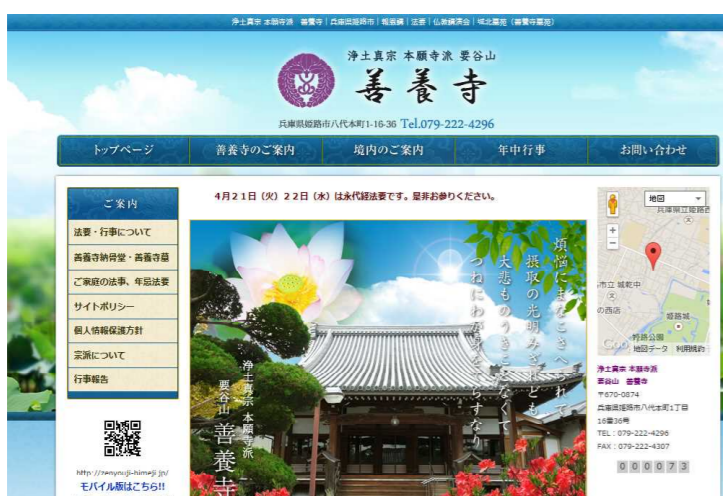 浄土真宗 本願寺派　善養寺｜兵庫県姫路市｜報恩講｜法要｜仏教講演会｜城北墓苑（善養寺墓苑）
浄土真宗 本願寺派 要谷山
善養寺
兵庫県姫路市八代本町1-16-36 Tel.079-222-4296
トップページ
善養寺のご案内
境内のご案内
年中行事
お問い合わせ
ご案内
法要・行事について
善養寺納骨堂・善養寺墓
ご家庭の法事、年忌法要
サイトポリシー
個人情報保護方針
宗派について
行事報告
http://zenyouji-himeji.jp/
モバイル版はこちら!!
4月21日（火）22日（水）は永代経法要です。是非お参りください。
煩悩にまなこさへられて
摂取の光明みざれども
大悲ものうきことなくて
つねにわが身をてらすなり
浄土真宗 本願寺派
要谷山 善養寺
地図
兵庫県立姫路西
市立 城乾中
の西店
姫路城
姫路公園
地図データ
利用規約
浄土真宗 本願寺派
要谷山　善養寺
〒670-0874
兵庫県姫路市八代本町1丁目
16番36号
TEL：079-222-4296
FAX：079-222-4307
000073